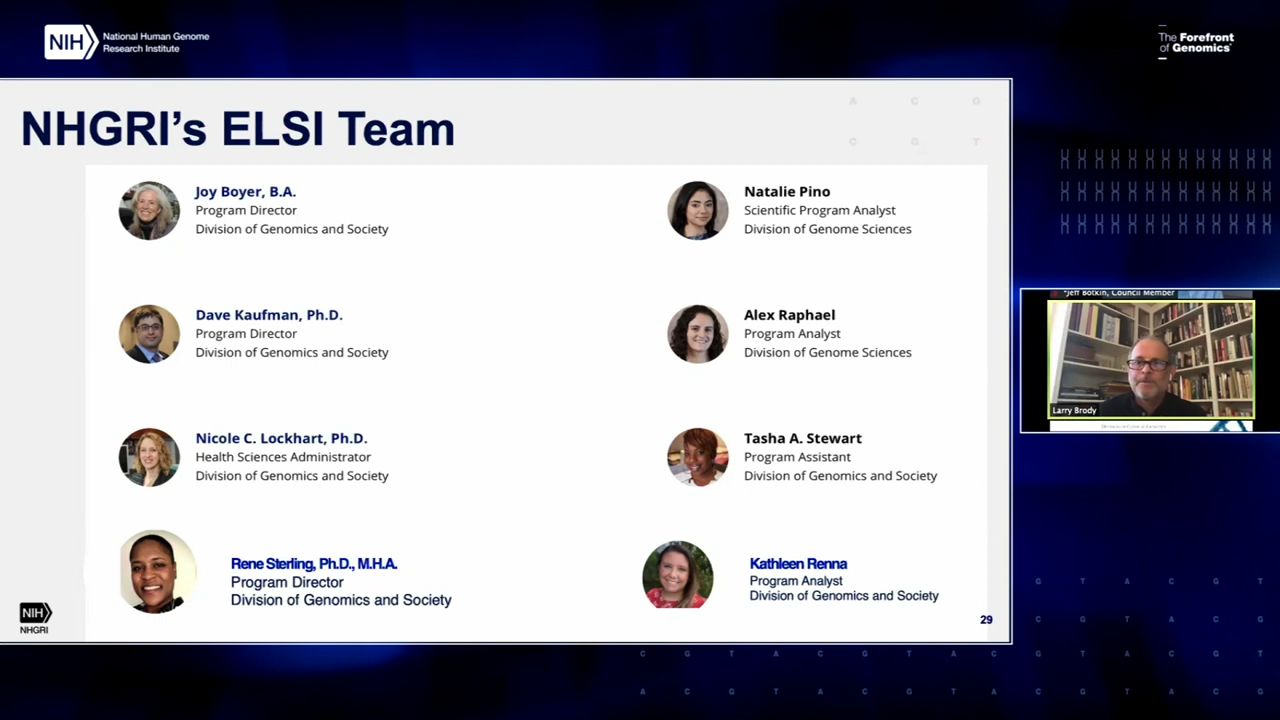 NIH
National Human Genome
Research Institute
The Forefront
of Genomics
NHGRI's ELSI Team
A C G
C G T
Joy Boyer, B.A.
Program Director
Division of Genomics and Society
Natalie Pino
Scientific Program Analyst
Division of Genome Sciences
Dave Kaufman, Ph.D.
Program Director
Division of Genomics and Society
Alex Raphael
Program Analyst
Division of Genome Sciences
Nicole C. Lockhart, Ph.D.
Health Sciences Administrator
Division of Genomics and Society
Tasha A. Stewart
Program Assistant
Division of Genomics and Society
Rene Sterling, Ph.D., M.H.A.
Program Director
Division of Genomics and Society
Kathleen Renna
Program Analyst
Division of Genomics and Society
NIH
NHGRI
29
*Jeff Botkin, Council Member
Larry Brody
G T A C G T
C G T A C G
C G T A C G T A C G T A C G T
A C G T A C G T A C G T A C G